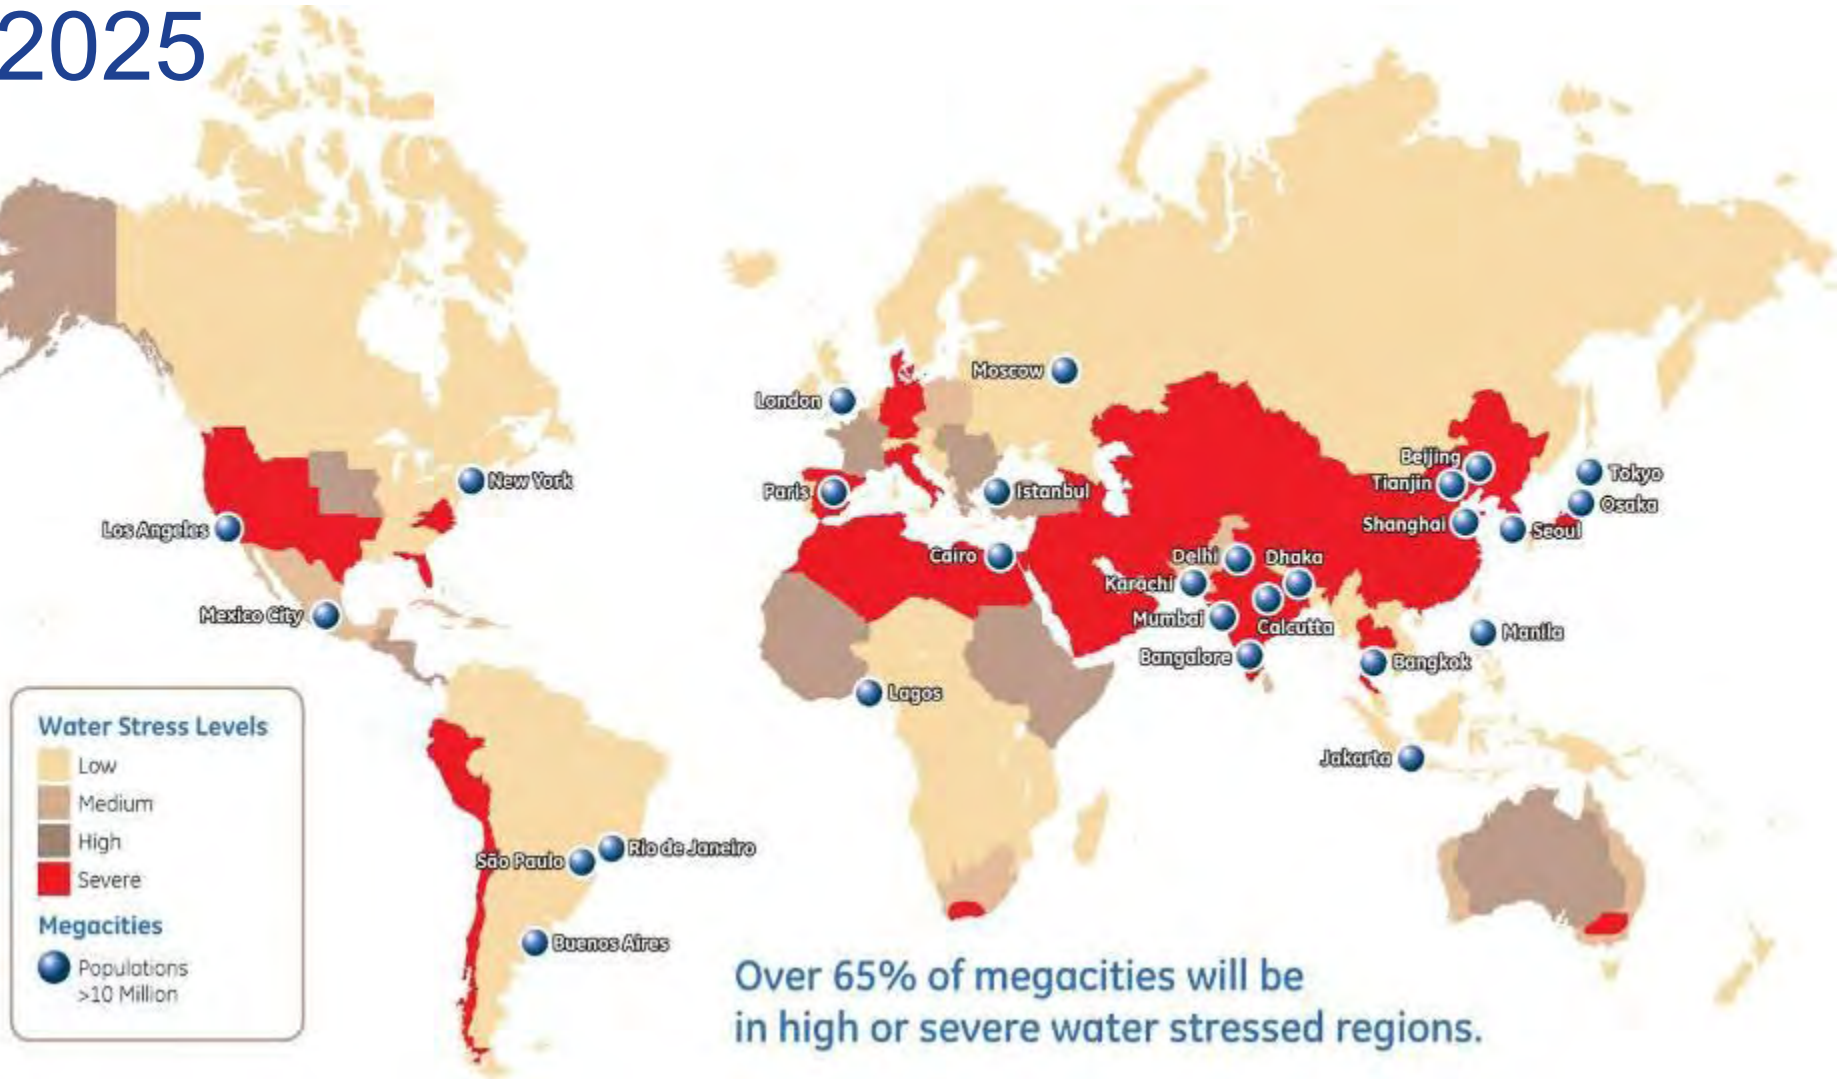 2025
Moscow
London
Beijing
Tokyo
New York
Tianjin
Paris
Istanbul
Osaka
Los Angeles
Shanghai
Seoul
Cairo
Delhi
Dhaka
Karachi
Mexico City
Mumbai
Calcutta
Manila
Bangalore
Bangkok
Lagos
Water Stress Levels
Low
Medium
High
Severe
Megacities
Populations
>10 Million
Jakarta
Rio de Janeiro
São Paulo
Buenos Aires
Over 65% of megacities will be
in high or severe water stressed regions.